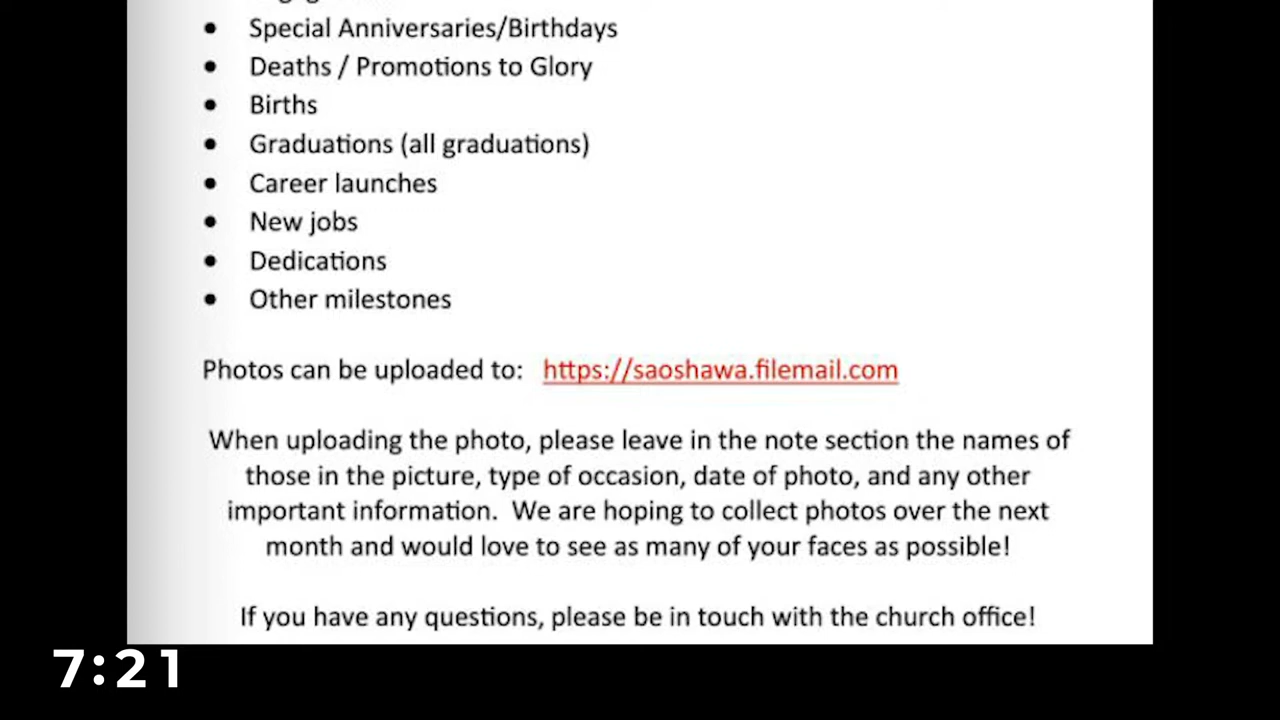 • Special Anniversaries/Birthdays
• Deaths / Promotions to Glory
• Births
• Graduations (all graduations)
• Career launches
• New jobs
• Dedications
• Other milestones
Photos can be uploaded to: https://saoshawa.filemail.com
When uploading the photo, please leave in the note section the names of
those in the picture, type of occasion, date of photo, and any other
important information. We are hoping to collect photos over the next
month and would love to see as many of your faces as possible!
If you have any questions, please be in touch with the church office!
7:21